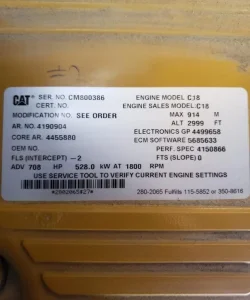 CAT SER. NO. CM800386 ENGINE MODEL C18
CERT. NO. ENGINE SALES MODEL: C18
MODIFICATION NO. SEE ORDER MAX 914 M
AR. NO. 4190904 ALT 2999 FT
CORE AR. 4455880 ELECTRONICS GP 4499658
OEM NO. ECM SOFTWARE 5685633
FLS (INTERCEPT) -2 PERF. SPEC 4150866
FTS (SLOPE) 0
ADV 708 HP 528.0 kW AT 1800 RPM
USE SERVICE TOOL TO VERIFY CURRENT ENGINE SETTINGS